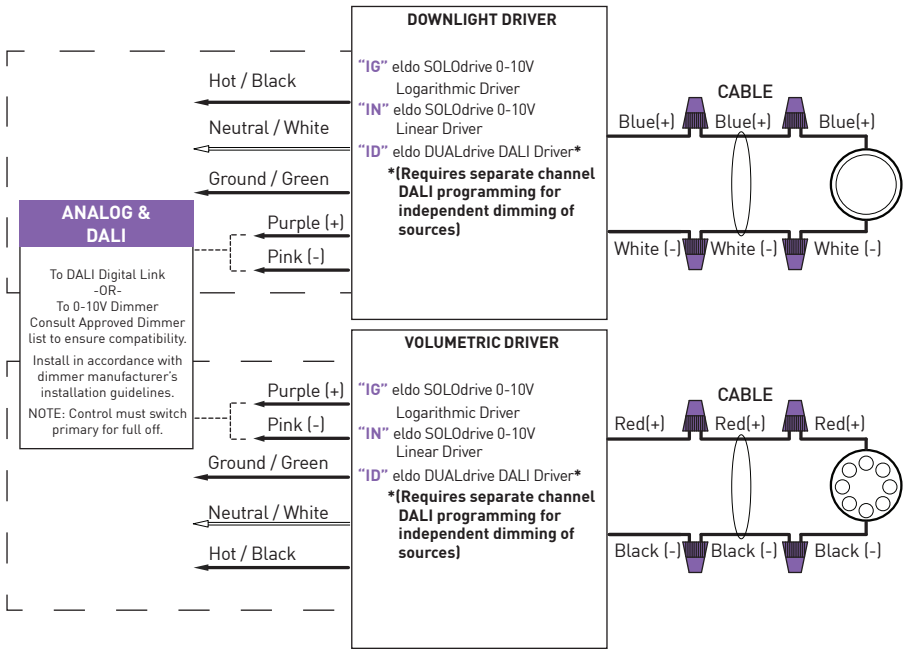 DOWNLIGHT DRIVER
"IG" eldo SOLOdrive 0-10V
Logarithmic Driver
"IN" eldo SOLOdrive 0-10V
Linear Driver
"ID" eldo DUALdrive DALI Driver*
*(Requires separate channel
DALI programming for
independent dimming of
sources)
Hot / Black
Neutral / White
Ground / Green
Purple (+)
Pink (-)
CABLE
Blue(+) Blue(+) Blue(+)
White (-) White (-) White (-)
ANALOG &
DALI
To DALI Digital Link
-OR-
To 0-10V Dimmer
Consult Approved Dimmer
list to ensure compatibility.
Install in accordance with
dimmer manufacturer's
installation guidelines.
NOTE: Control must switch
primary for full off.
VOLUMETRIC DRIVER
"IG" eldo SOLOdrive 0-10V
Logarithmic Driver
"IN" eldo SOLOdrive 0-10V
Linear Driver
"ID" eldo DUALdrive DALI Driver*
*(Requires separate channel
DALI programming for
independent dimming of
sources)
Purple (+)
Pink (-)
Ground / Green
Neutral / White
Hot / Black
CABLE
Red(+) Red(+) Red(+)
Black (-) Black (-) Black (-)